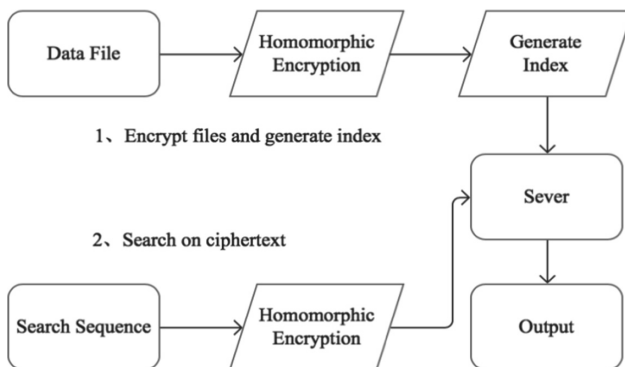 Data File
Homomorphic
Encryption
Generate
Index
1、Encrypt files and generate index
Sever
2、Search on ciphertext
Search Sequence
Homomorphic
Encryption
Output